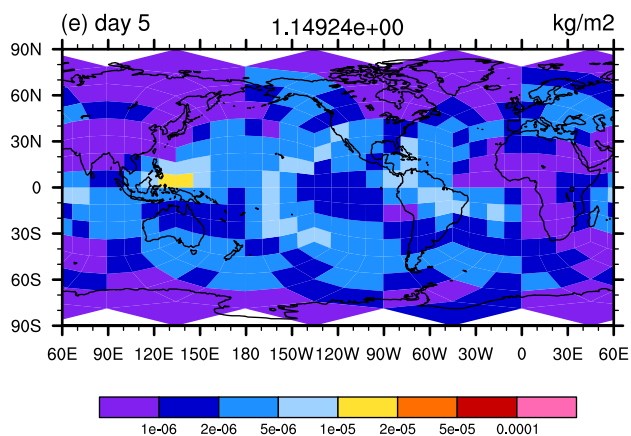 (e) day 5 1.14924e+00 kg/m2
90N
60N
30N
0
30S
60S
90S
60E 90E 120E 150E 180 150W 120W 90W 60W 30W 0 30E 60E
1e-06 2e-06 5e-06 1e-05 2e-05 5e-05 0.0001